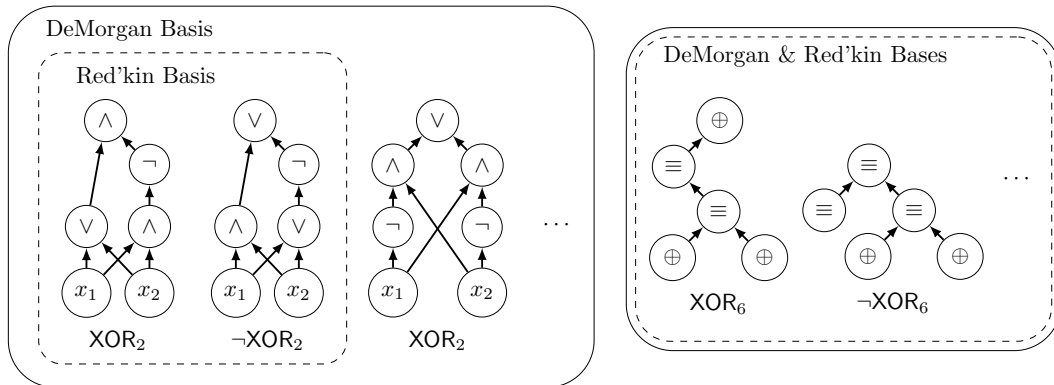 DeMorgan Basis
Red'kin Basis
∧ ∨ ∨
¬ ¬ ∧ ∧
∨ ∧ ∧ ∨ ¬ ¬ ...
x₁ x₂ x₁ x₂ x₁ x₂
XOR₂ ¬XOR₂ XOR₂
DeMorgan & Red'kin Bases
⊕
≡ ≡ ...
≡ ≡ ≡
⊕ ⊕ ⊕ ⊕
XOR₆ ¬XOR₆